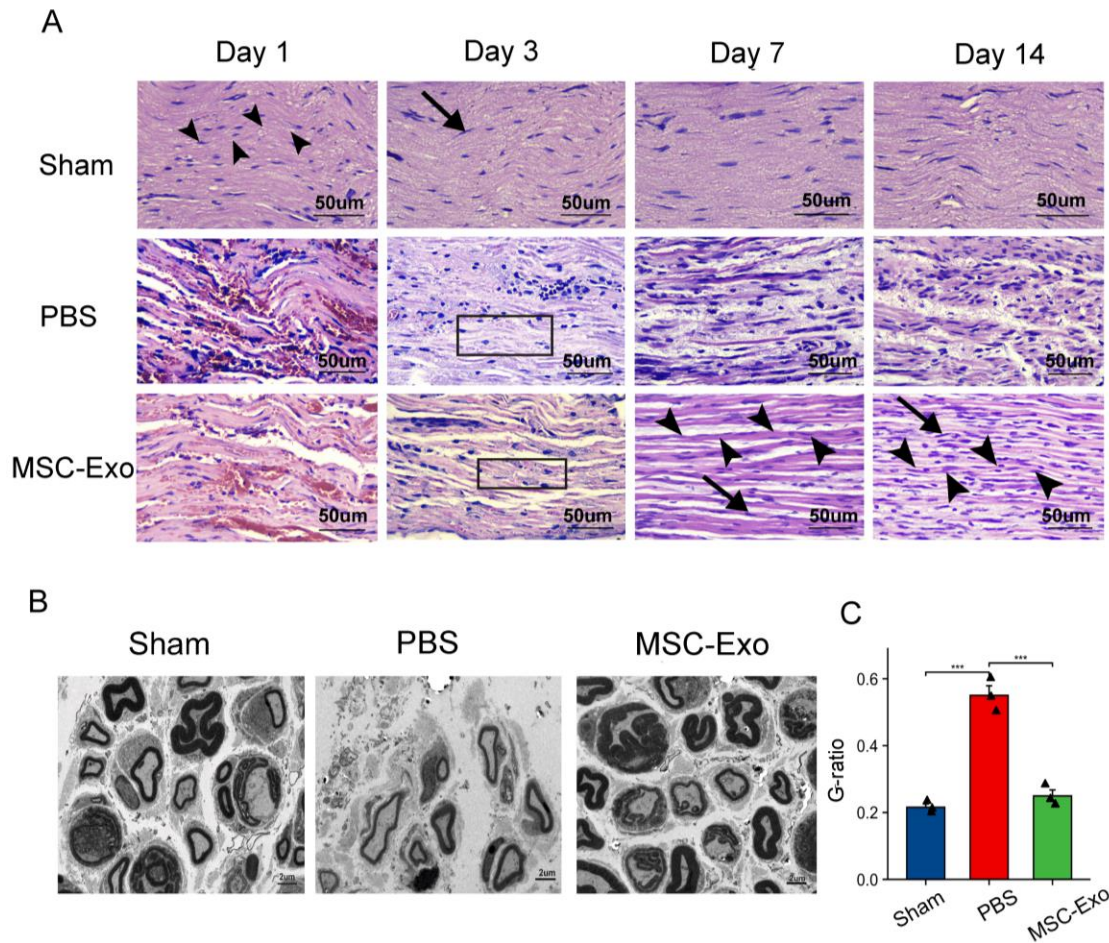 A
Day 1 Day 3 Day 7 Day 14
Sham
50um 50um 50um 50um
PBS
50um 50um 50um 50um
MSC-Exo
50um 50um 50um 50um
B
Sham PBS MSC-Exo
2um 2um 2um
C
*** ***
0.6
0.4
0.2
0.0
G-ratio
Sham PBS MSC-Exo